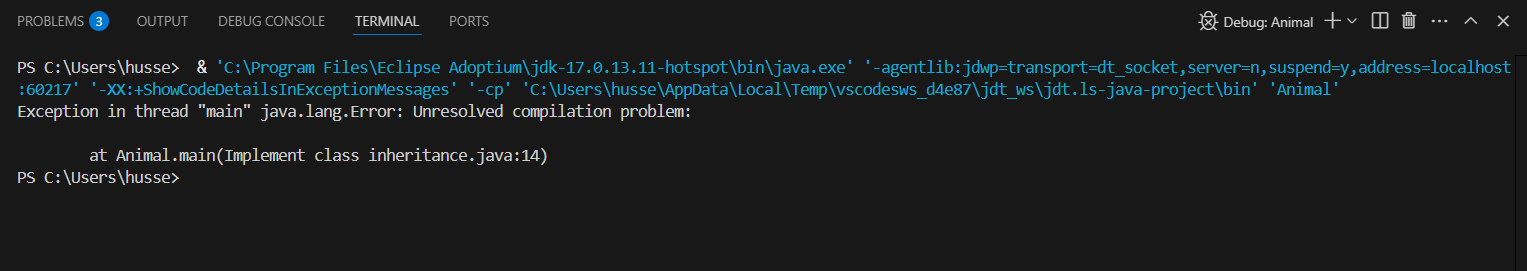 PROBLEMS 3 OUTPUT DEBUG CONSOLE TERMINAL PORTS Debug: Animal
PS C:\Users\husse>  & 'C:\Program Files\Eclipse Adoptium\jdk-17.0.13.11-hotspot\bin\java.exe' '-agentlib:jdwp=transport=dt_socket,server=n,suspend=y,address=localhost
:60217' '-XX:+ShowCodeDetailsInExceptionMessages' '-cp' 'C:\Users\husse\AppData\Local\Temp\vscodesws_d4e87\jdt_ws\jdt.ls-java-project\bin' 'Animal'
Exception in thread "main" java.lang.Error: Unresolved compilation problem:
        at Animal.main(Implement class inheritance.java:14)
PS C:\Users\husse>